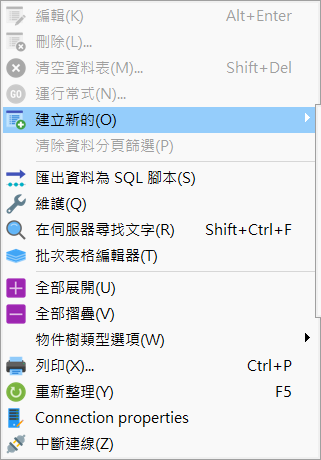 編輯(K) Alt+Enter
刪除(L)...
清空資料表(M)... Shift+Del
GO 運行常式(N)...
建立新的(O)
清除資料分頁篩選(P)
匯出資料為 SQL 腳本(S)
維護(Q)
在伺服器尋找文字(R) Shift+Ctrl+F
批次表格編輯器(T)
全部展開(U)
全部摺疊(V)
物件樹類型選項(W)
列印(X)... Ctrl+P
重新整理(Y) F5
Connection properties
中斷連線(Z)